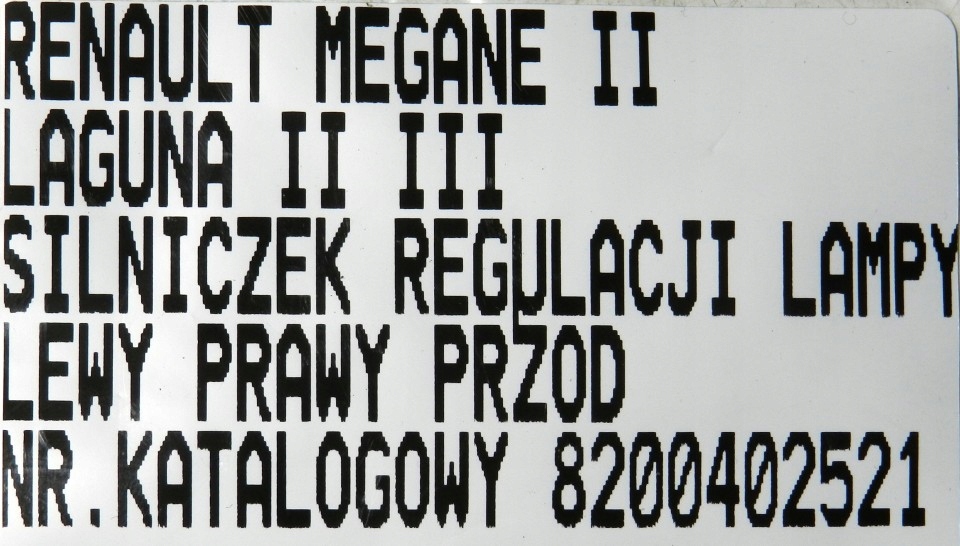 RENAULT MEGANE II
LAGUNA II III
SILNICZEK REGULACJI LAMPY
LEWY PRAWY PRZOD
NR.KATALOGOWY 8200402521